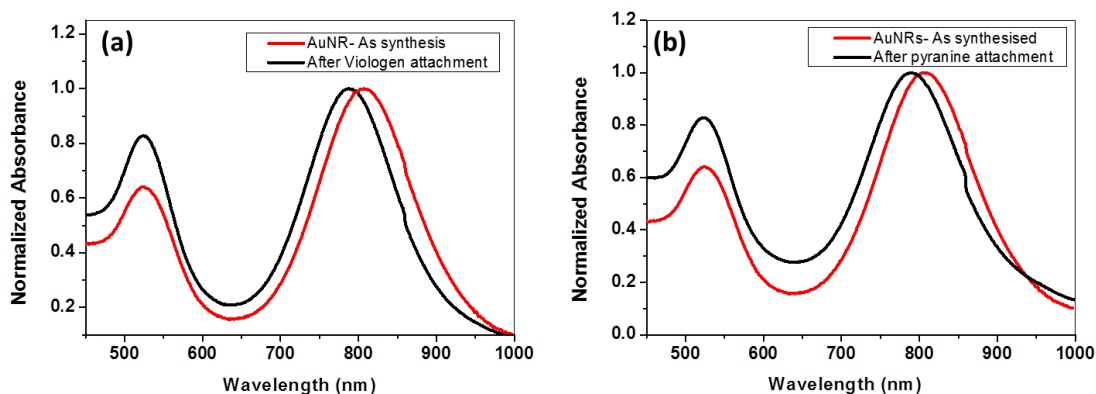 (a)
AuNR- As synthesis
After Viologen attachment
1.2
1.0
0.8
0.6
0.4
0.2
Normalized Absorbance
500 600 700 800 900 1000
Wavelength (nm)
(b)
AuNRs- As synthesised
After pyranine attachment
1.2
1.0
0.8
0.6
0.4
0.2
0.0
Normalized Absorbance
500 600 700 800 900 1000
Wavelength (nm)